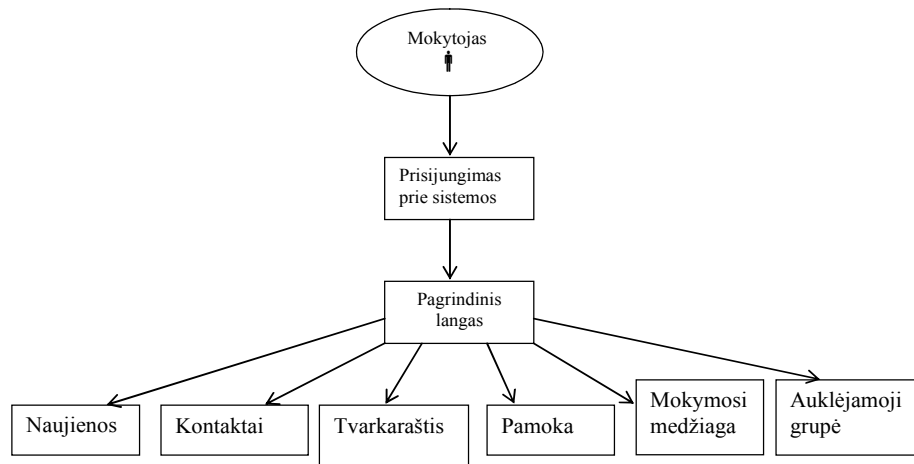 Mokytojas
Prisijungimas
prie sistemos
Pagrindinis
langas
Naujienos
Kontaktai
Tvarkaraštis
Pamoka
Mokymosi
medžiaga
Auklėjamoji
grupė